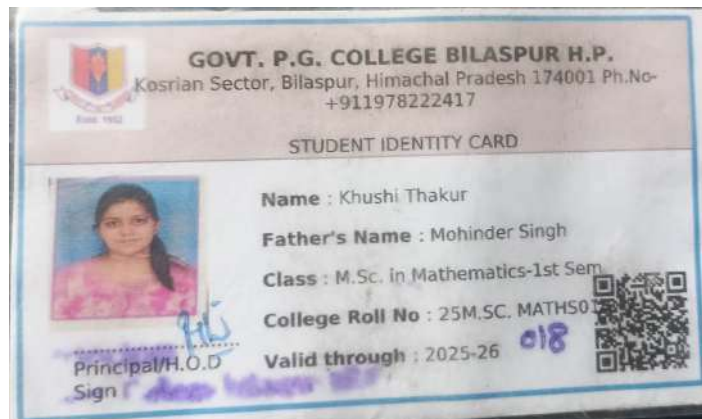 GOVT. P.G. COLLEGE BILASPUR H.P.
Kosrian Sector, Bilaspur, Himachal Pradesh 174001 Ph.No-
+911978222417
STUDENT IDENTITY CARD
Name : Khushi Thakur
Father's Name : Mohinder Singh
Class : M.Sc. in Mathematics-1st Sem
College Roll No : 25M.SC. MATHS01
018
Valid through : 2025-26
Principal/H.O.D
Sign